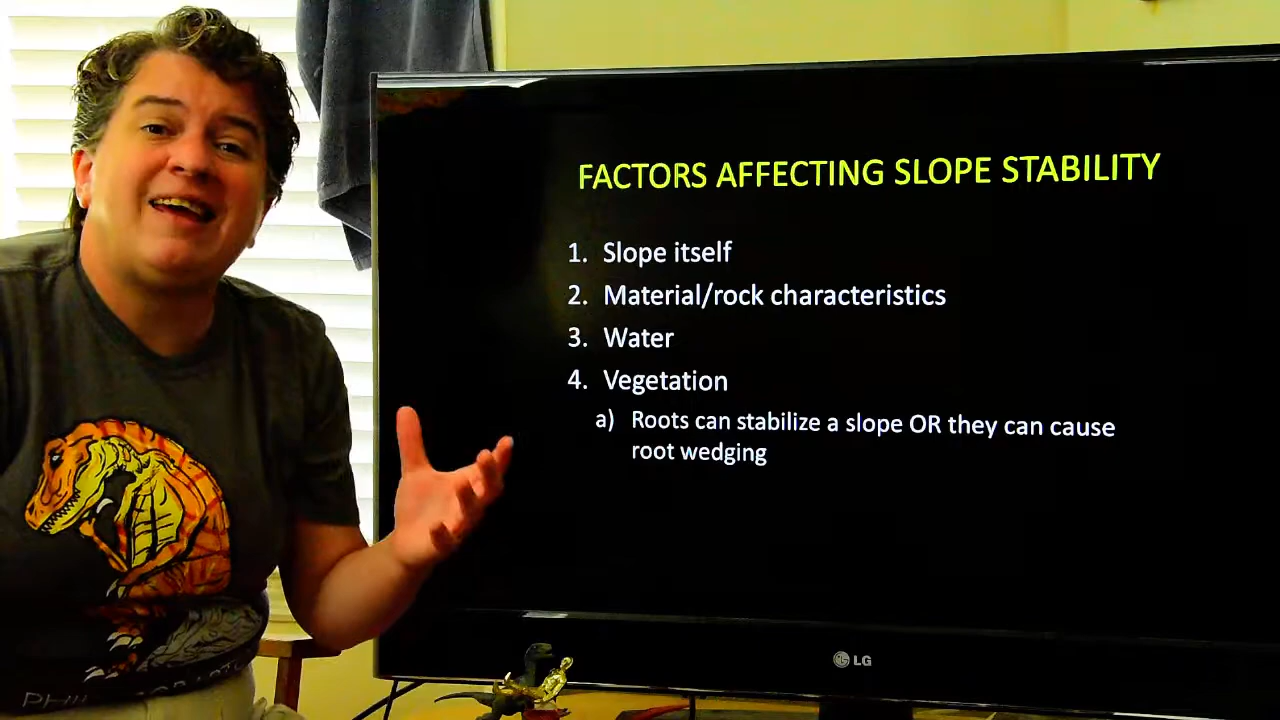 FACTORS AFFECTING SLOPE STABILITY
1. Slope itself
2. Material/rock characteristics
3. Water
4. Vegetation
a) Roots can stabilize a slope OR they can cause
root wedging
LG